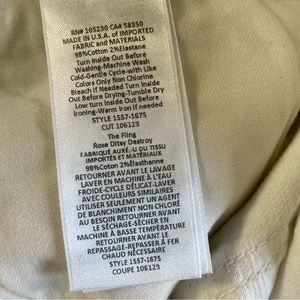 RN# 105230 CA# 58350
MADE IN U.S.A. of IMPORTED
FABRIC and MATERIALS
98%Cotton 2%Elastane
Turn Inside Out Before
Washing-Machine Wash
Cold-Gentle Cycle-with Like
Colors Only Non Chlorine
Bleach if Needed Turn Inside
Out Before Drying-Tumble Dry
Low turn Inside Out Before
Ironing-Warm Iron if needed
STYLE 1557-1675
CUT 106123
The Fling
Rose Ditsy Destroy
FABRIQUÉ AUXÉ.-U DU TISSU
IMPORTÉS ET MATÉRIAUX
98%Coton 2%Élasthanne
RETOURNER AVANT LE LAVAGE
LAVER EN MACHINE À L'EAU
FROIDE-CYCLE DÉLICAT-LAVER
AVEC COULEURS SIMILAIRES
UTILISER SEULEMENT UN AGENT
DE BLANCHIMENT NON CHLORE
AU BESOIN RETOURNER AVANT
LE SÉCHAGE-SÉCHER EN
MACHINE À BASSE TEMPÉRATURE
RETOURNER AVANT LE
REPASSAGE-REPASSER À FER
CHAUD NÉCESSAIRE
STYLE 1557-1675
COUPE 106123